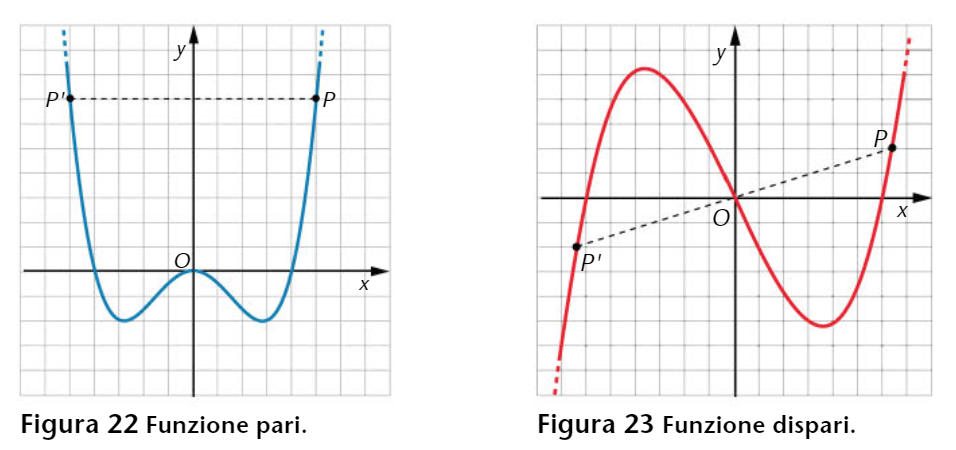 y
P'
P
O
x
Figura 22 Funzione pari.
y
P
x
O
P'
Figura 23 Funzione dispari.